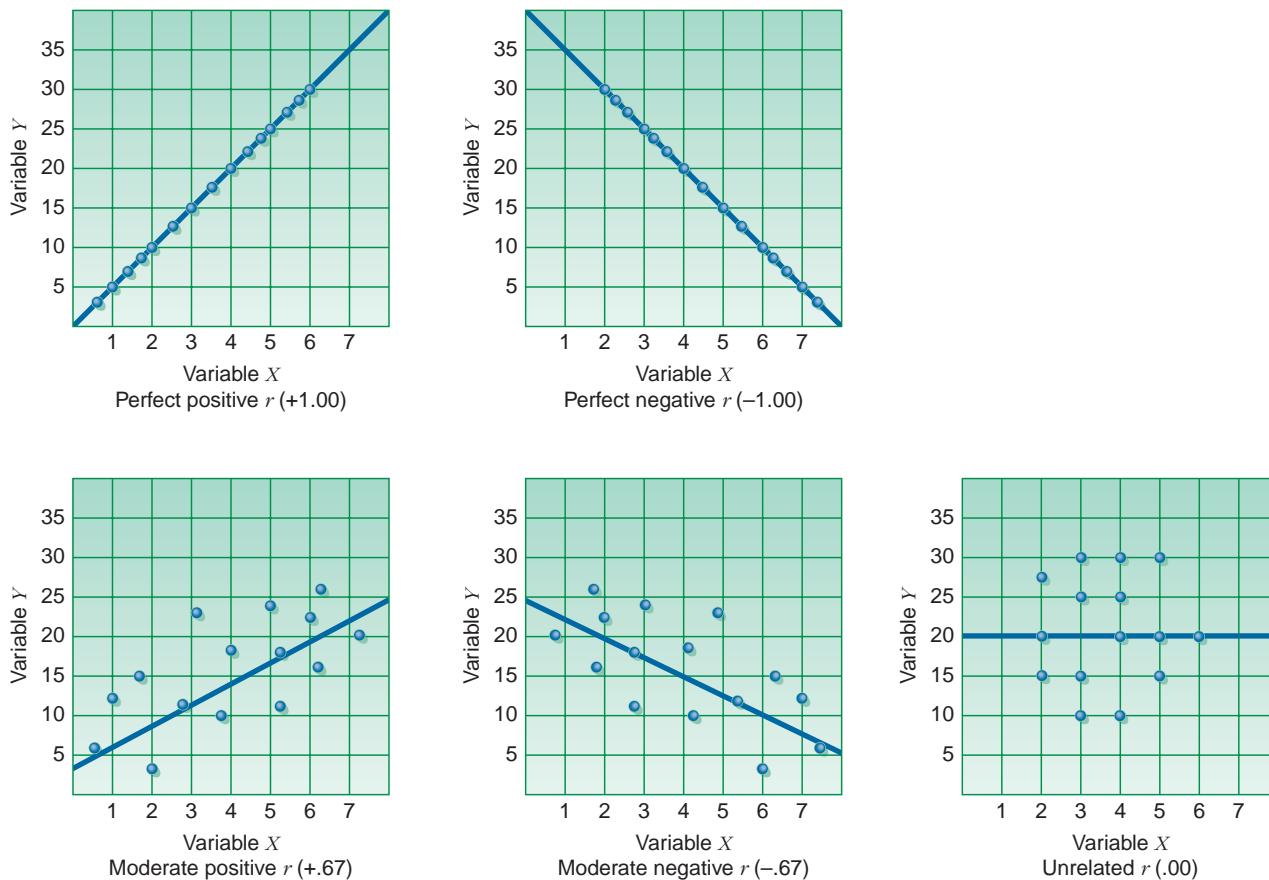 35
30
25
20
15
10
5
Variable Y
1 2 3 4 5 6 7
Variable X
Perfect positive r (+1.00)
35
30
25
20
15
10
5
Variable Y
1 2 3 4 5 6 7
Variable X
Perfect negative r (–1.00)
35
30
25
20
15
10
5
Variable Y
1 2 3 4 5 6 7
Variable X
Moderate positive r (+.67)
35
30
25
20
15
10
5
Variable Y
1 2 3 4 5 6 7
Variable X
Moderate negative r (–.67)
35
30
25
20
15
10
5
Variable Y
1 2 3 4 5 6 7
Variable X
Unrelated r (.00)